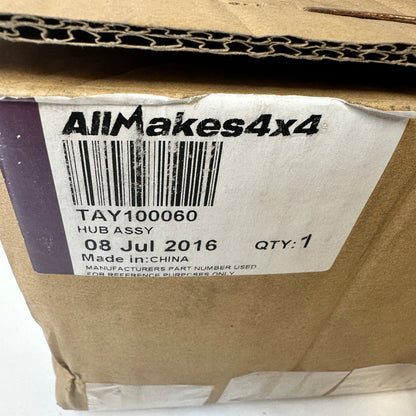 AllMakes4x4
TAY100060
HUB ASSY
08 Jul 2016 QTY: 1
Made in:CHINA
MANUFACTURERS PART NUMBER USED
FOR REFERENCE PURPOSES ONLY